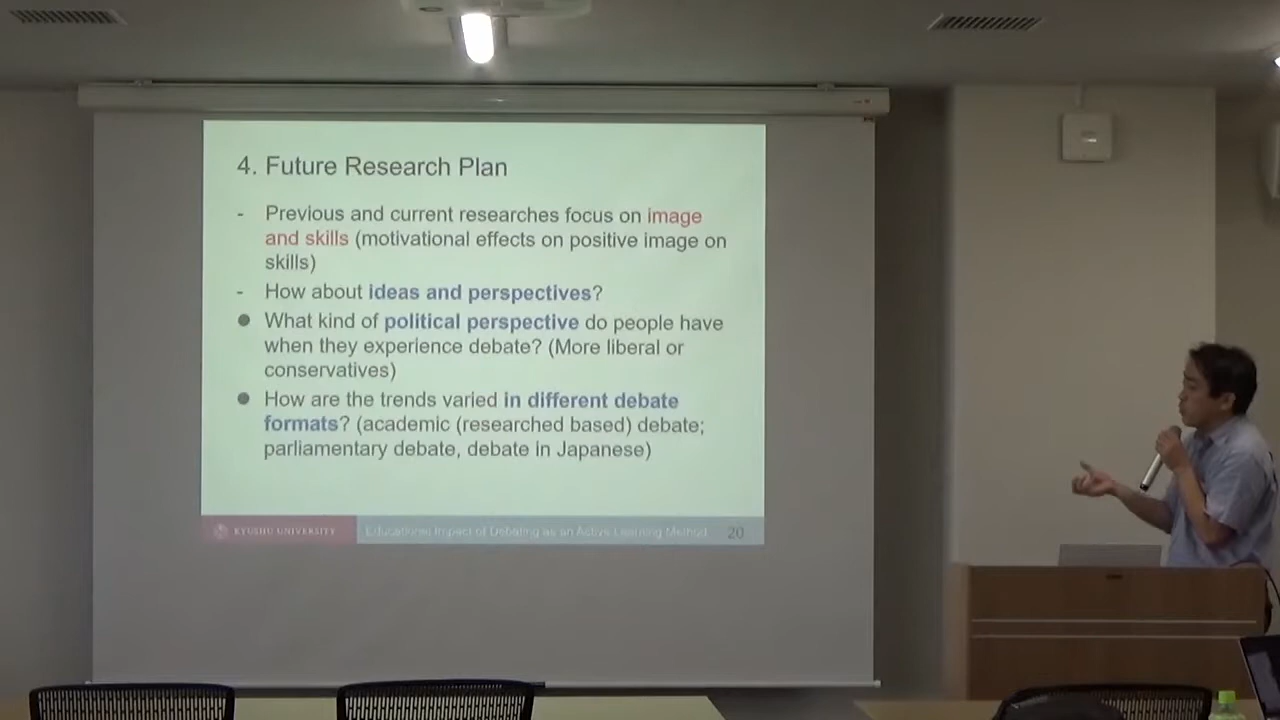 4. Future Research Plan
- Previous and current researches focus on image
and skills (motivational effects on positive image on
skills)
- How about ideas and perspectives?
● What kind of political perspective do people have
when they experience debate? (More liberal or
conservatives)
● How are the trends varied in different debate
formats? (academic (researched based) debate;
parliamentary debate, debate in Japanese)
KYUSHU UNIVERSITY Educational Impact of Debating as an Active Learning Method 20